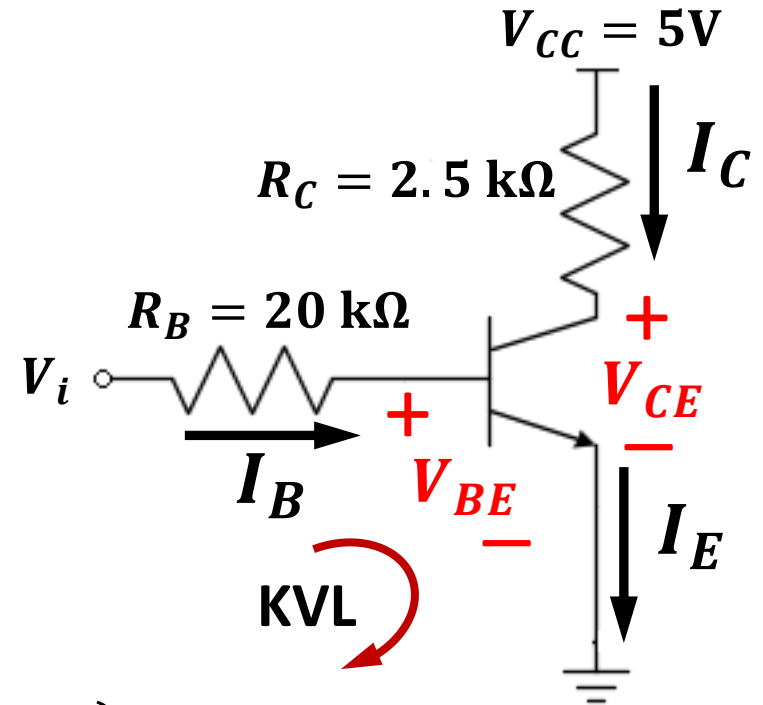 V_CC = 5V
I_C
R_C = 2.5 kΩ
R_B = 20 kΩ
+
V_i
V_CE
+
−
I_B
V_BE
I_E
−
KVL